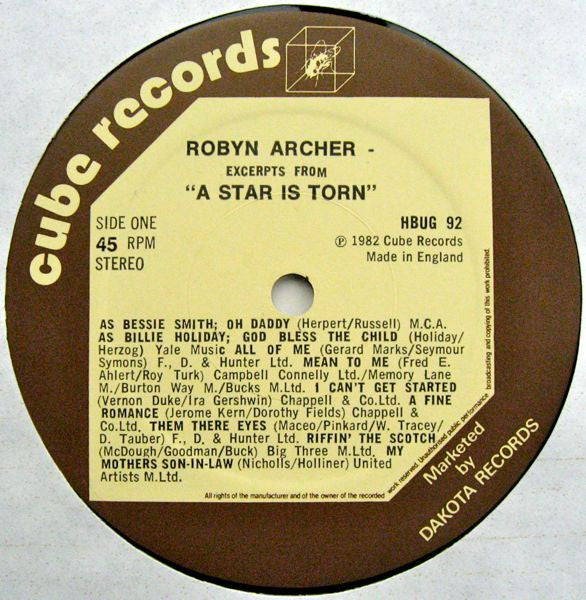 cube records
ROBYN ARCHER -
EXCERPTS FROM
"A STAR IS TORN"
SIDE ONE
45 RPM
STEREO
HBUG 92
Ⓟ 1982 Cube Records
Made in England
AS BESSIE SMITH; OH DADDY (Herpert/Russell) M.C.A.
AS BILLIE HOLIDAY; GOD BLESS THE CHILD (Holiday/
Herzog) Yale Music ALL OF ME (Gerard Marks/Seymour
Symons) F., D. & Hunter Ltd. MEAN TO ME (Fred E.
Ahlert/Roy Turk) Campbell Connelly Ltd./Memory Lane
M./Burton Way M./Bucks M.Ltd. I CAN'T GET STARTED
(Vernon Duke/Ira Gershwin) Chappell & Co.Ltd. A FINE
ROMANCE (Jerome Kern/Dorothy Fields) Chappell &
Co.Ltd. THEM THERE EYES (Maceo/Pinkard/W. Tracey/
D. Tauber) F., D. & Hunter Ltd. RIFFIN' THE SCOTCH
(McDough/Goodman/Buck) Big Three M.Ltd. MY
MOTHERS SON-IN-LAW (Nicholls/Holliner) United
Artists M.Ltd.
All rights of the manufacturer and of the owner of the recorded
work reserved. Unauthorised public performance
broadcasting and copying of this work prohibited.
Marketed
by
DAKOTA RECORDS